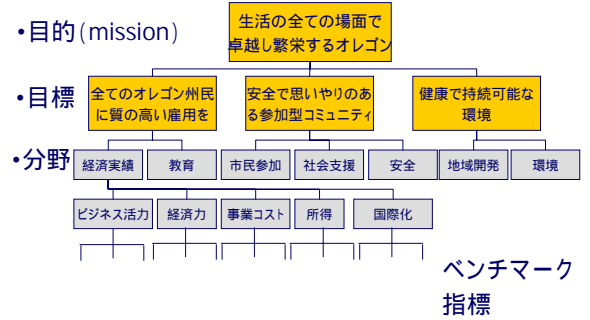 •目的(mission)
生活の全ての場面で
卓越し繁栄するオレゴン
•目標
全てのオレゴン州民
に質の高い雇用を
安全で思いやりのあ
る参加型コミュニティ
健康で持続可能な
環境
•分野
経済実績
教育
市民参加
社会支援
安全
地域開発
環境
ビジネス活力
経済力
事業コスト
所得
国際化
ベンチマーク
指標